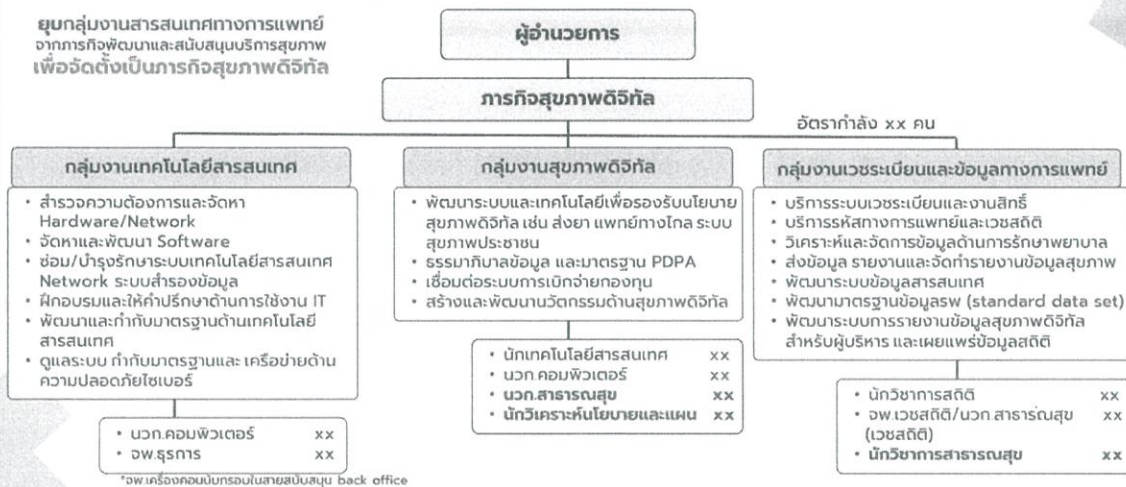 ยุบกลุ่มงานสารสนเทศทางการแพทย์
จากภารกิจพัฒนาและสนับสนุนบริการสุขภาพ
เพื่อจัดตั้งเป็นภารกิจสุขภาพดิจิทัล
ผู้อำนวยการ
ภารกิจสุขภาพดิจิทัล
อัตรากำลัง xx คน
กลุ่มงานเทคโนโลยีสารสนเทศ
• สำรวจความต้องการและจัดหา
Hardware/Network
• จัดหาและพัฒนา Software
• ซ่อม/บำรุงรักษาระบบเทคโนโลยีสารสนเทศ
Network ระบบสำรองข้อมูล
• ฝึกอบรมและให้คำปรึกษาด้านการใช้งาน IT
• พัฒนาและกำกับมาตรฐานด้านเทคโนโลยี
สารสนเทศ
• ดูแลระบบ กำกับมาตรฐานและ เครือข่ายด้าน
ความปลอดภัยไซเบอร์
• นวก.คอมพิวเตอร์ xx
• จพ.ธุรการ xx
*จพ.เครื่องคอมนับกรอบในสายสนับสนุน back office
กลุ่มงานสุขภาพดิจิทัล
• พัฒนาระบบและเทคโนโลยีเพื่อรองรับนโยบาย
สุขภาพดิจิทัล เช่น ส่งยา แพทย์ทางไกล ระบบ
สุขภาพประชาชน
• ธรรมาภิบาลข้อมูล และมาตรฐาน PDPA
• เชื่อมต่อระบบการเบิกจ่ายกองทุน
• สร้างและพัฒนานวัตกรรมด้านสุขภาพดิจิทัล
• นักเทคโนโลยีสารสนเทศ xx
• นวก คอมพิวเตอร์ xx
• นวก.สาธารณสุข xx
• นักวิเคราะห์นโยบายและแผน xx
กลุ่มงานเวชระเบียนและข้อมูลทางการแพทย์
• บริการระบบเวชระเบียนและงานสิทธิ์
• บริการรหัสทางการแพทย์และเวชสถิติ
• วิเคราะห์และจัดการข้อมูลด้านการรักษาพยาบาล
• ส่งข้อมูล รายงานและจัดทำรายงานข้อมูลสุขภาพ
• พัฒนาระบบข้อมูลสารสนเทศ
• พัฒนามาตรฐานข้อมูลรพ (standard data set)
• พัฒนาระบบการรายงานข้อมูลสุขภาพดิจิทัล
สำหรับผู้บริหาร และเผยแพร่ข้อมูลสถิติ
• นักวิชาการสถิติ xx
• จพ.เวชสถิติ/นวก.สาธารณสุข xx
(เวชสถิติ)
• นักวิชาการสาธารณสุข xx